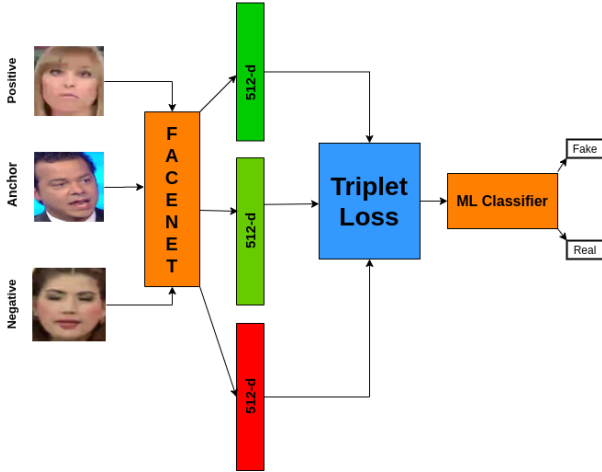 Positive
Anchor
Negative
F
A
C
E
N
E
T
512-d
512-d
512-d
Triplet
Loss
ML Classifier
Fake
Real